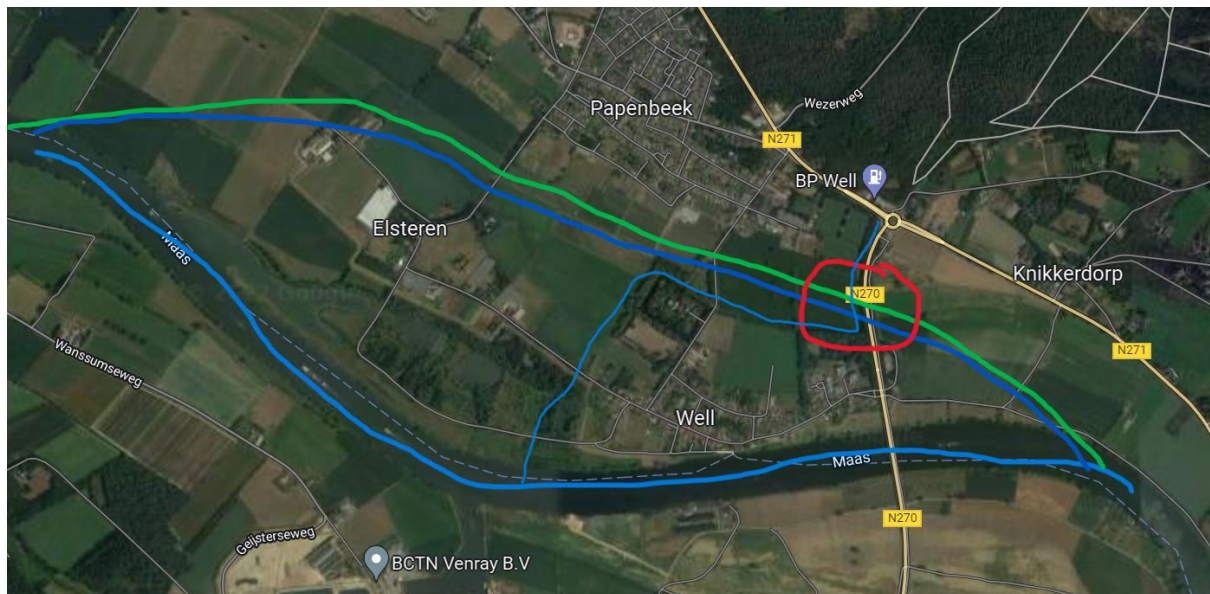 Papenbeek
Wezerweg
N271
BP Well
Elsteren
Maas
Knikkerdorp
N270
Wanssumseweg
N271
Well
Maas
N270
Geijsterseweg
BCTN Venray B.V